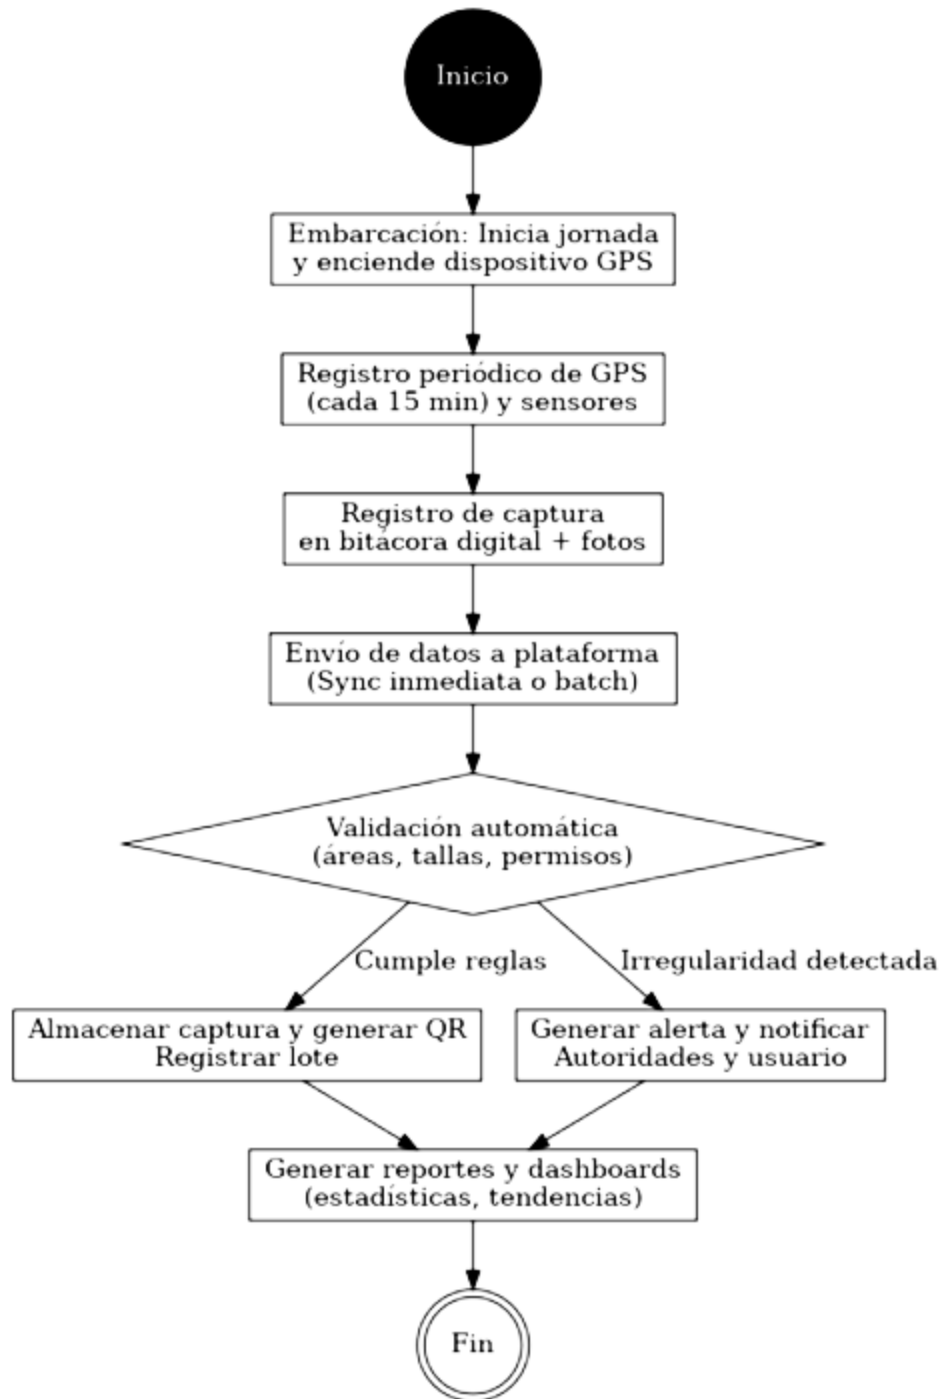 Inicio
Embarcación: Inicia jornada
y enciende dispositivo GPS
Registro periódico de GPS
(cada 15 min) y sensores
Registro de captura
en bitácora digital + fotos
Envío de datos a plataforma
(Sync inmediata o batch)
Validación automática
(áreas, tallas, permisos)
Cumple reglas
Irregularidad detectada
Almacenar captura y generar QR
Registrar lote
Generar alerta y notificar
Autoridades y usuario
Generar reportes y dashboards
(estadísticas, tendencias)
Fin